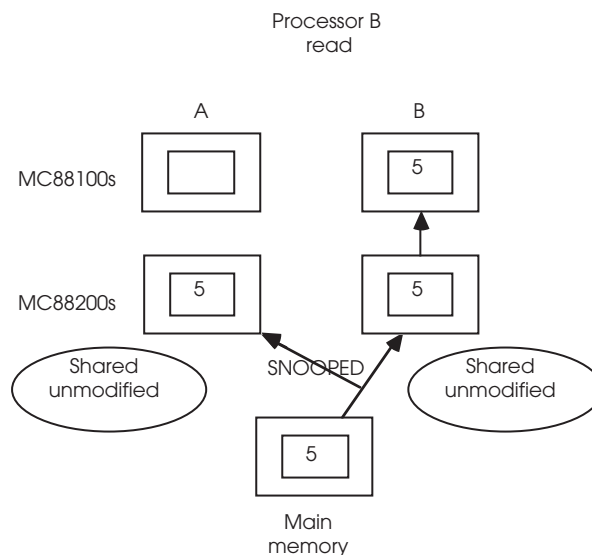 Processor B
read
A
B
MC88100s
5
MC88200s
5
5
Shared
unmodified
SNOOPED
Shared
unmodified
5
Main
memory